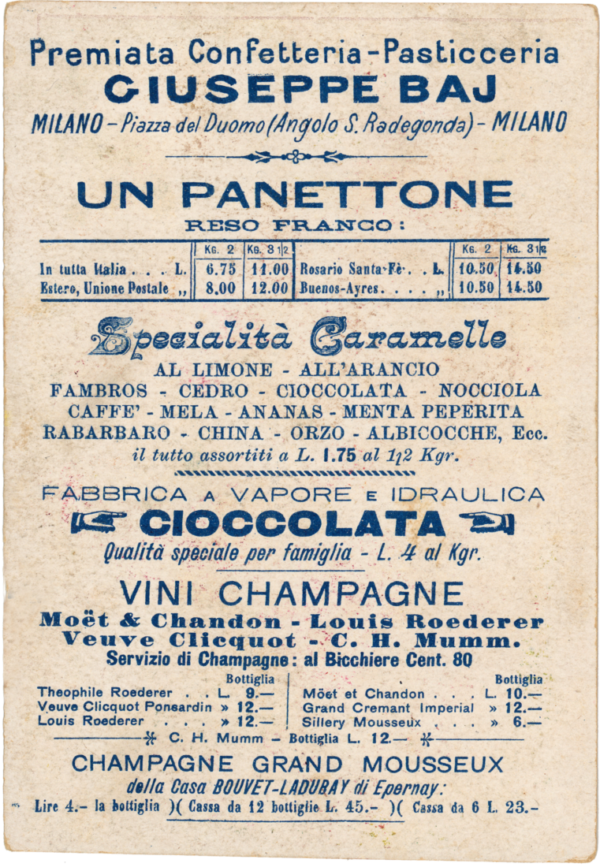 Premiata Confetteria-Pasticceria
GIUSEPPE BAJ
MILANO - Piazza del Duomo (Angolo S. Radegonda) - MILANO
UN PANETTONE
RESO FRANCO:
KG. 2 KG. 3 1/2 KG. 2 KG. 3 1/2
In tutta Italia . . . L. 6.75 11.00 Rosario Santa-Fè . . L. 10.50 14.50
Estero, Unione Postale „ 8.00 12.00 Buenos-Ayres . . . . „ 10.50 14.50
Specialità Caramelle
AL LIMONE - ALL'ARANCIO
FAMBROS - CEDRO - CIOCCOLATA - NOCCIOLA
CAFFE' - MELA - ANANAS - MENTA PEPERITA
RABARBARO - CHINA - ORZO - ALBICOCCHE, Ecc.
il tutto assortiti a L. 1.75 al 1/2 Kgr.
FABBRICA A VAPORE E IDRAULICA
CIOCCOLATA
Qualità speciale per famiglia - L. 4 al Kgr.
VINI CHAMPAGNE
Moët & Chandon - Louis Roederer
Veuve Clicquot - C. H. Mumm.
Servizio di Champagne: al Bicchiere Cent. 80
Bottiglia Bottiglia
Theophile Roederer . . L. 9.— Möet et Chandon . . . L. 10.—
Veuve Clicquot Ponsardin » 12.— Grand Cremant Imperial » 12.—
Louis Roederer . . . » 12.— Sillery Mousseux . . . » 6.—
C. H. Mumm - Bottiglia L. 12.—
CHAMPAGNE GRAND MOUSSEUX
della Casa BOUVET-LADUBAY di Epernay:
Lire 4.- la bottiglia )( Cassa da 12 bottiglie L. 45.- )( Cassa da 6 L. 23.-